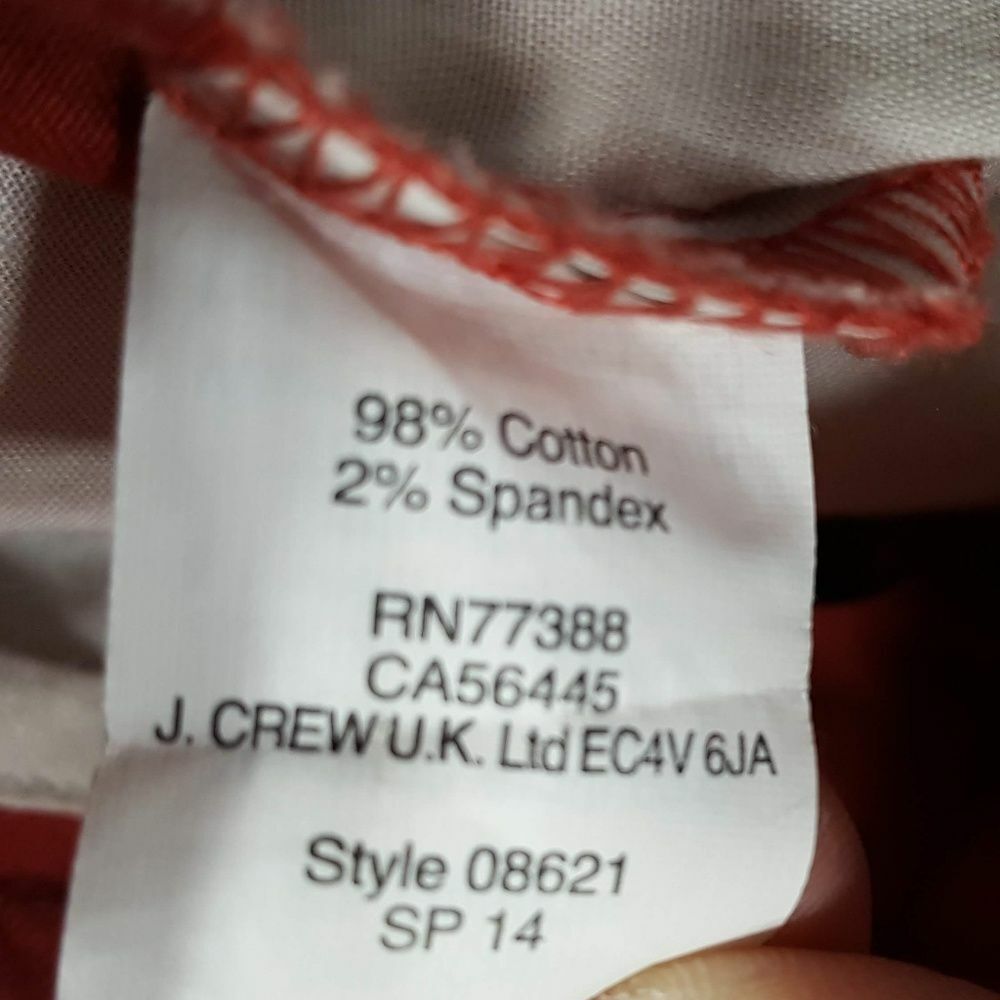 98% Cotton
2% Spandex
RN77388
CA56445
J. CREW U.K. Ltd EC4V 6JA
Style 08621
SP 14